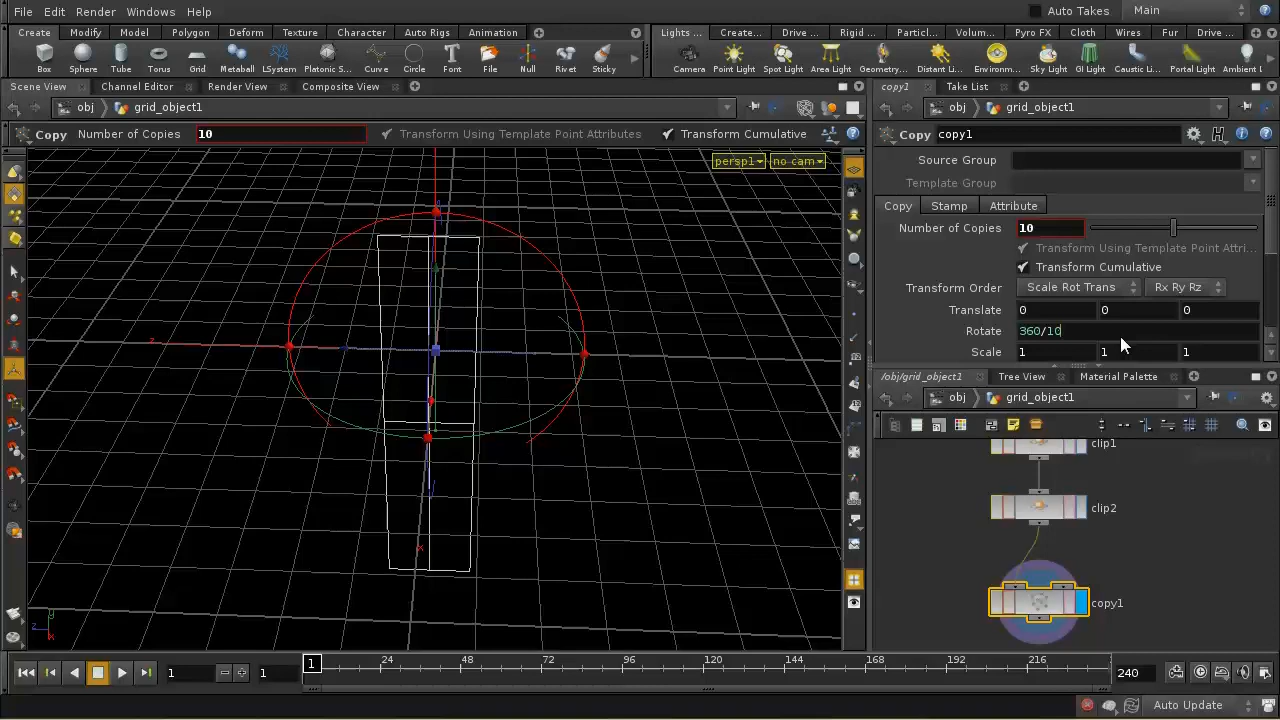 File Edit Render Windows Help Auto Takes Main
Create Modify Model Polygon Deform Texture Character Auto Rigs Animation Lights ... Create... Drive ... Rigid ... Particl... Volum... Pyro FX Cloth Wires Fur Drive ...
Box Sphere Tube Torus Grid Metaball LSystem Platonic S... Curve Circle Font File Null Rivet Sticky Camera Point Light Spot Light Area Light Geometry... Distant Li... Environm... Sky Light GI Light Caustic Li... Portal Light Ambient L
Scene View Channel Editor Render View Composite View copy1 Take List
obj grid_object1 obj grid_object1
Copy Number of Copies 10 Transform Using Template Point Attributes Transform Cumulative Copy copy1
persp1 no cam
Source Group
Template Group
Copy Stamp Attribute
Number of Copies 10
Transform Using Template Point Attri...
Transform Cumulative
Transform Order Scale Rot Trans Rx Ry Rz
Translate 0 0 0
Rotate 360/10
Scale 1 1 1
/obj/grid_object1 Tree View Material Palette
obj grid_object1
clip1
clip2
copy1
z x
y
z x
1 24 48 72 96 120 144 168 192 216
1 1 240
Auto Update